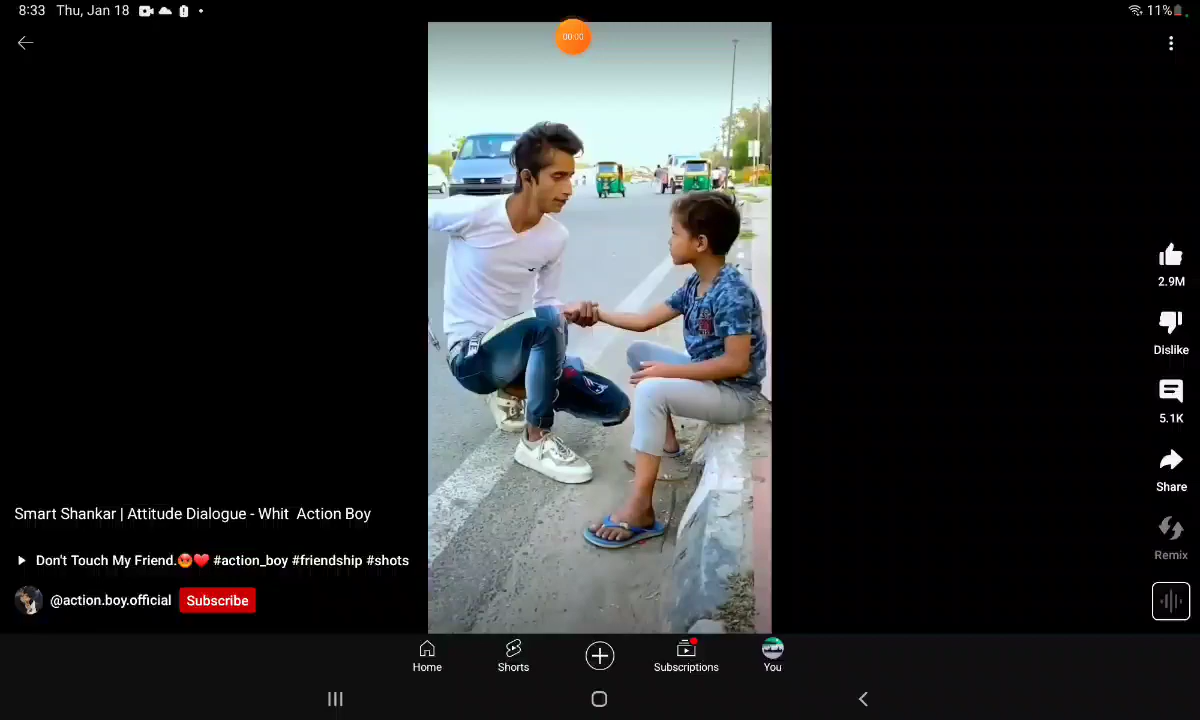 8:33 Thu, Jan 18
11%
00:00
2.9M
Dislike
5.1K
Share
Remix
Smart Shankar | Attitude Dialogue - Whit Action Boy
Don't Touch My Friend.😡❤️ #action_boy #friendship #shots
@action.boy.official Subscribe
Home Shorts Subscriptions You